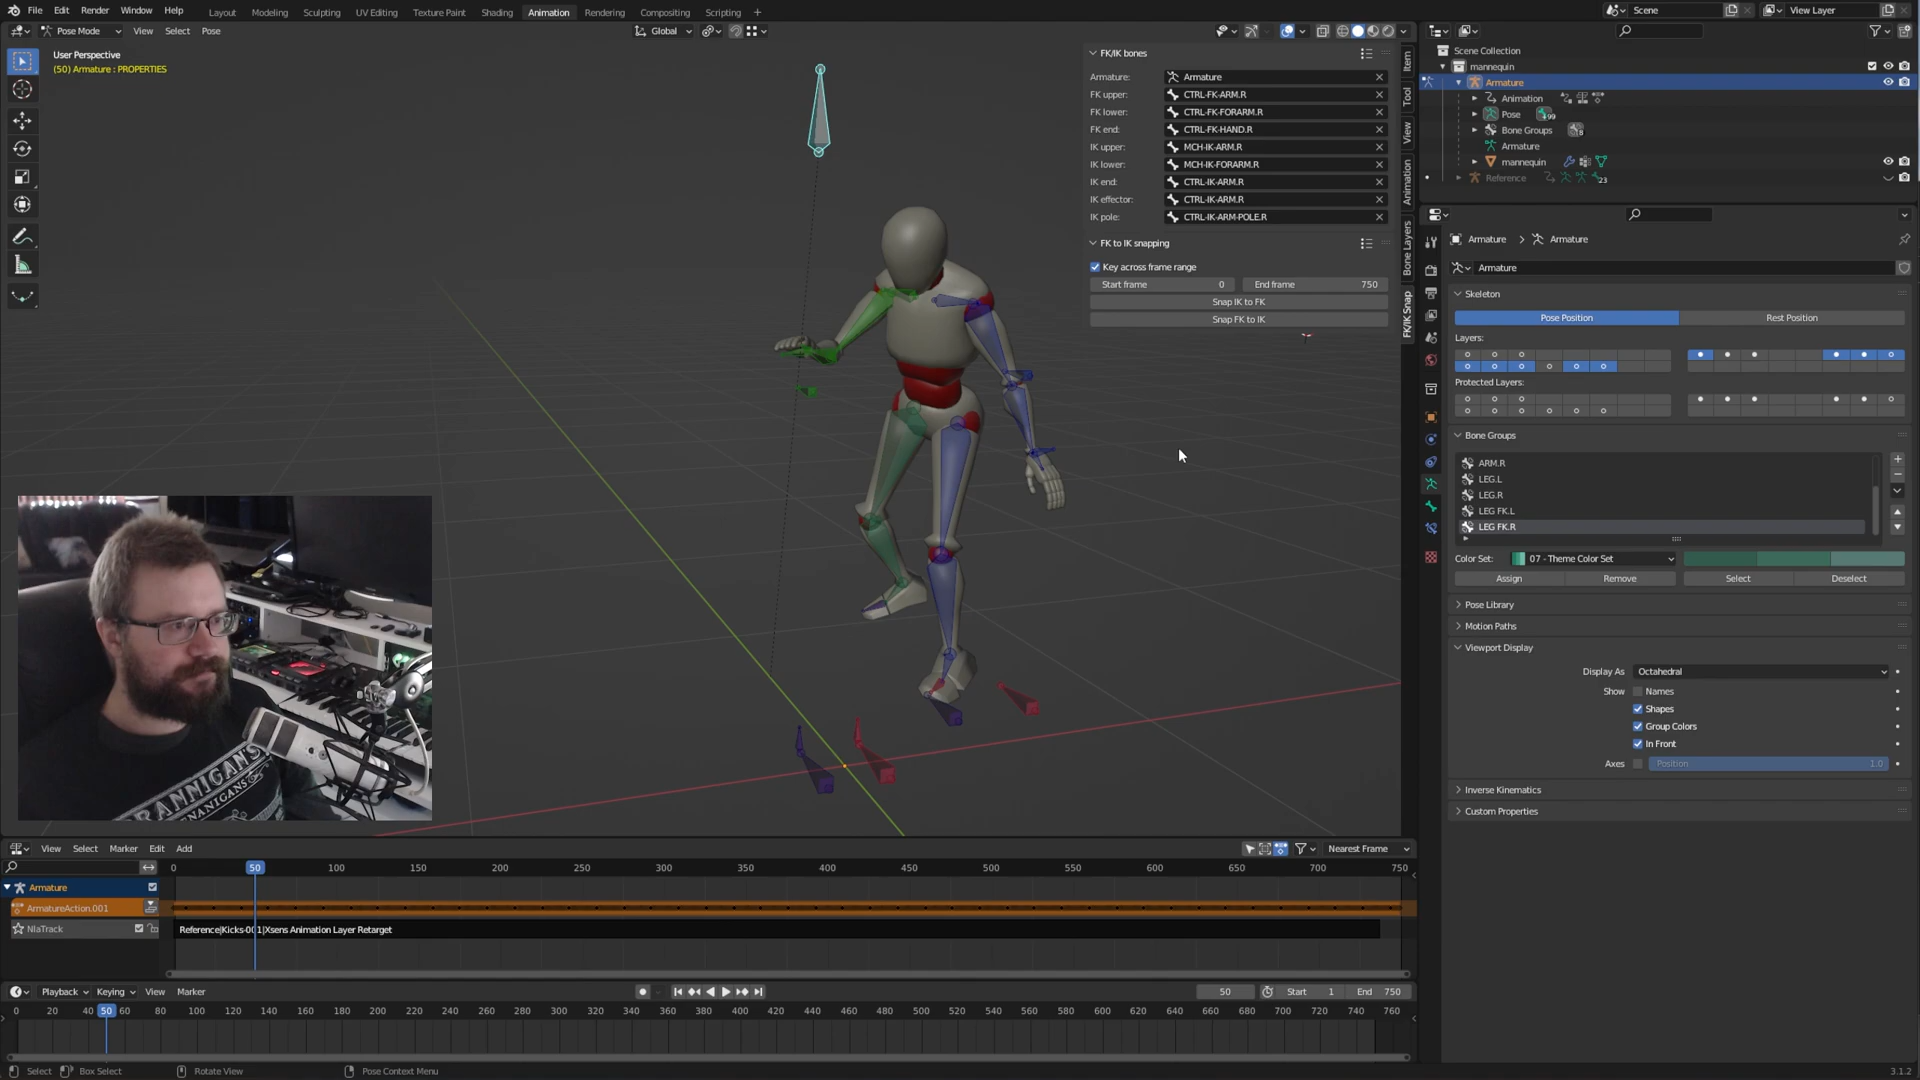 File Edit Render Window Help
Layout Modeling Sculpting UV Editing Texture Paint Shading Animation Rendering Compositing Scripting +
Scene
View Layer
Pose Mode View Select Pose
Global
User Perspective
(50) Armature : PROPERTIES
FK/IK bones
Armature: Armature
FK upper: CTRL-FK-ARM.R
FK lower: CTRL-FK-FORARM.R
FK end: CTRL-FK-HAND.R
IK upper: MCH-IK-ARM.R
IK lower: MCH-IK-FORARM.R
IK end: CTRL-IK-ARM.R
IK effector: CTRL-IK-ARM.R
IK pole: CTRL-IK-ARM-POLE.R
FK to IK snapping
Key across frame range
Start frame 0 End frame 750
Snap IK to FK
Snap FK to IK
Item
Tool
View
Animation
Bone Layers
FK/IK Snap
Scene Collection
mannequin
Armature
Animation
Pose 99
Bone Groups 8
Armature
mannequin
Reference 23
Armature > Armature
Armature
Skeleton
Pose Position Rest Position
Layers:
Protected Layers:
Bone Groups
ARM.R
LEG.L
LEG.R
LEG FK.L
LEG FK.R
Color Set: 07 - Theme Color Set
Assign Remove Select Deselect
Pose Library
Motion Paths
Viewport Display
Display As Octahedral
Show Names
Shapes
Group Colors
In Front
Axes Position 1.0
Inverse Kinematics
Custom Properties
View Select Marker Edit Add
Nearest Frame
0 50 100 150 200 250 300 350 400 450 500 550 600 650 700 750
Armature
ArmatureAction.001
NlaTrack
Reference|Kicks-001|Xsens Animation Layer Retarget
Playback Keying View Marker
50 Start 1 End 750
0 20 40 50 60 80 100 120 140 160 180 200 220 240 260 280 300 320 340 360 380 400 420 440 460 480 500 520 540 560 580 600 620 640 660 680 700 720 740 760
Select Box Select Rotate View Pose Context Menu
3.1.2